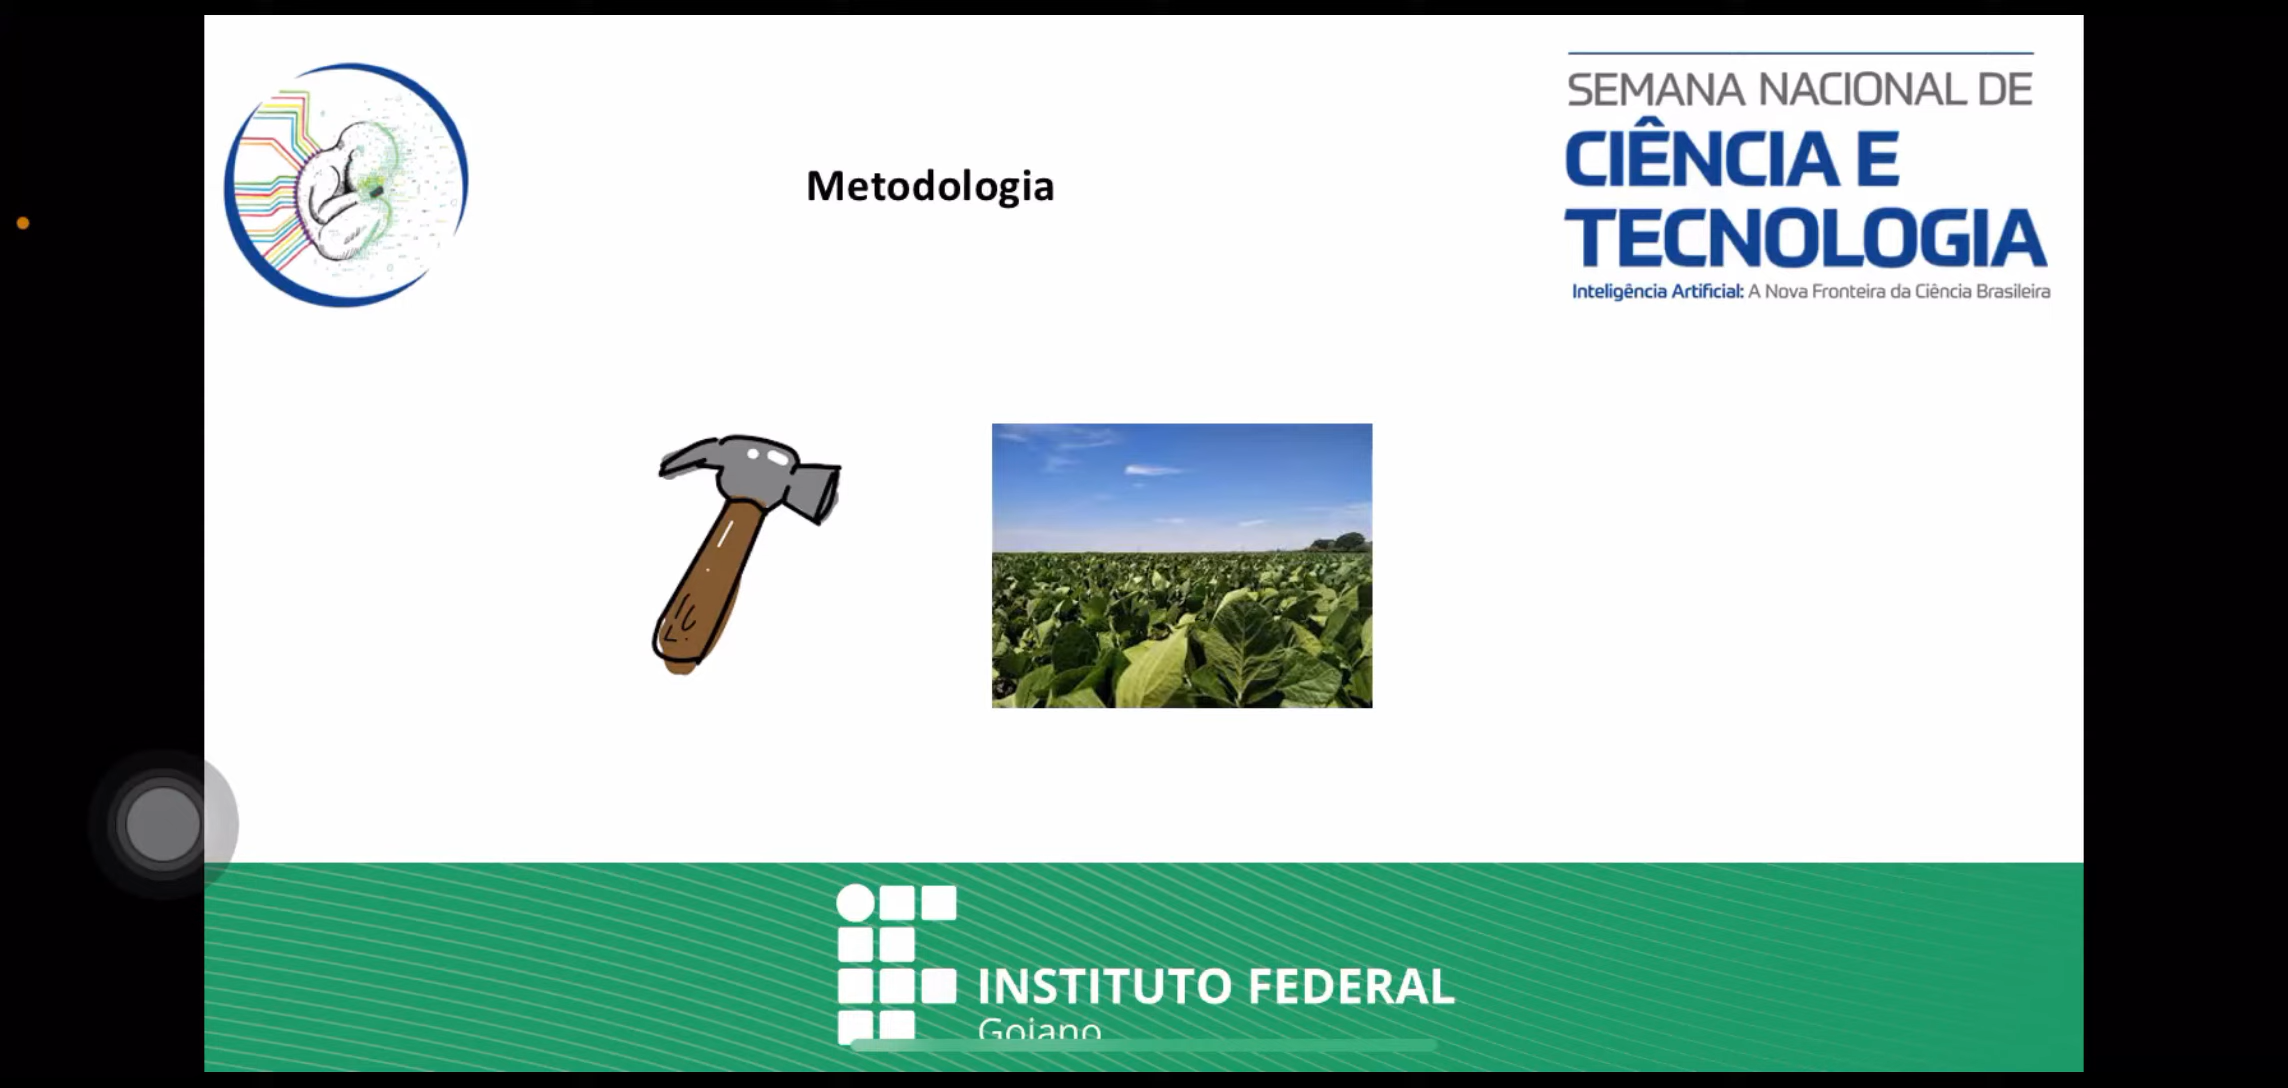 Metodologia
SEMANA NACIONAL DE
CIÊNCIA E
TECNOLOGIA
Inteligência Artificial: A Nova Fronteira da Ciência Brasileira
INSTITUTO FEDERAL
Goiano